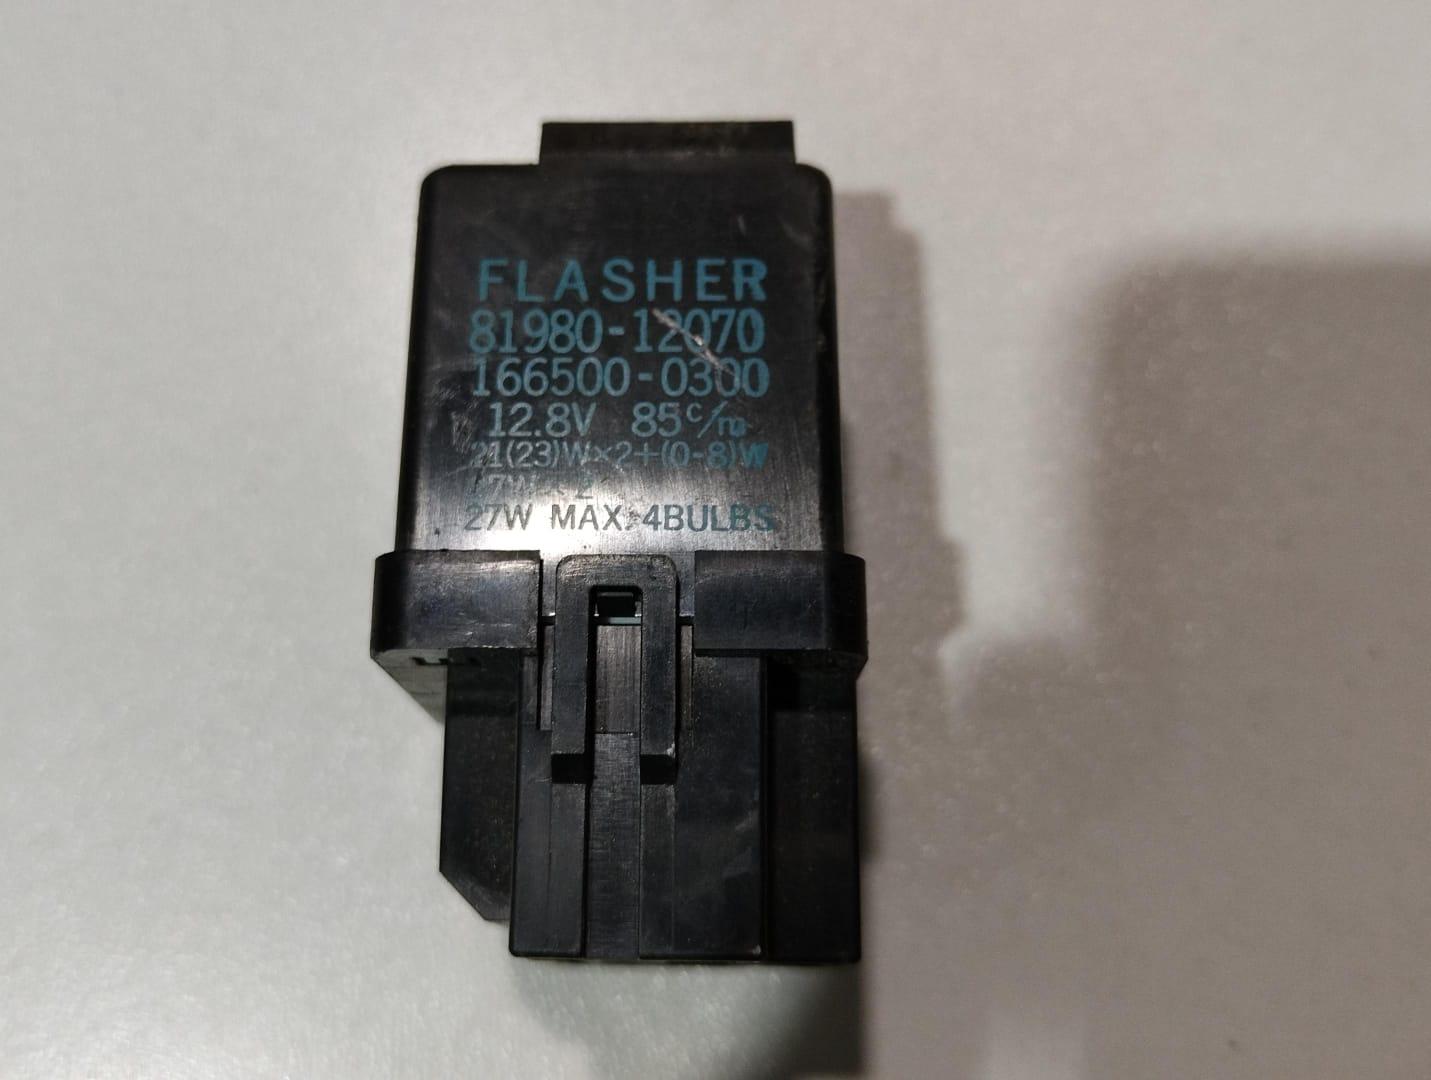 FLASHER
81980-12070
166500-0300
12.8V 85c/m
21(23)W×2+(0-8)W
27W MAX. 4BULBS